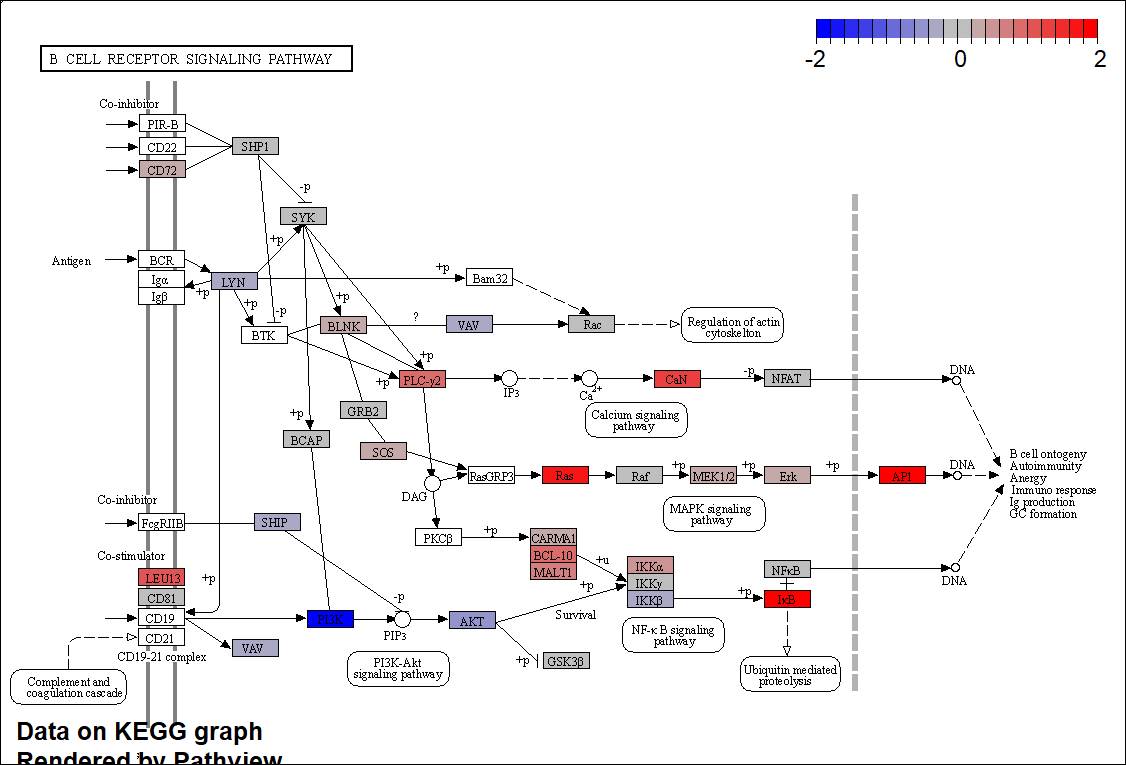 -2 0 2
B CELL RECEPTOR SIGNALING PATHWAY
Co-inhibitor
PIR-B
CD22
SHP1
CD72
-p
SYK
+p
Antigen
BCR
Igα
Igβ
LYN
+p
+p
Bam32
+p
+p
-p
BTK
BLNK
?
VAV
Rac
Regulation of actin
cytoskelton
+p
+p
PLC-γ2
IP3
Ca2+
CaN
-p
NFAT
DNA
Calcium signaling
pathway
GRB2
+p
BCAP
SOS
DAG
RasGRP3
Ras
Raf
+p
MEK1/2
+p
Erk
+p
AP1
DNA
B cell ontogeny
Autoimmunity
Anergy
Immuno response
Ig production
GC formation
MAPK signaling
pathway
Co-inhibitor
FcgRIIB
SHIP
PKCβ
+p
CARMA1
BCL-10
MALT1
+u
+p
IKKα
IKKγ
IKKβ
+p
NFκB
IκB
DNA
Co-stimulator
LEU13
CD81
CD19
CD21
CD19-21 complex
+p
PI3K
-p
PIP3
AKT
Survival
+p
GSK3β
VAV
NF-κ B signaling
pathway
PI3K-Akt
signaling pathway
Ubiquitin mediated
proteolysis
Complement and
coagulation cascade
Data on KEGG graph
Rendered by Pathview